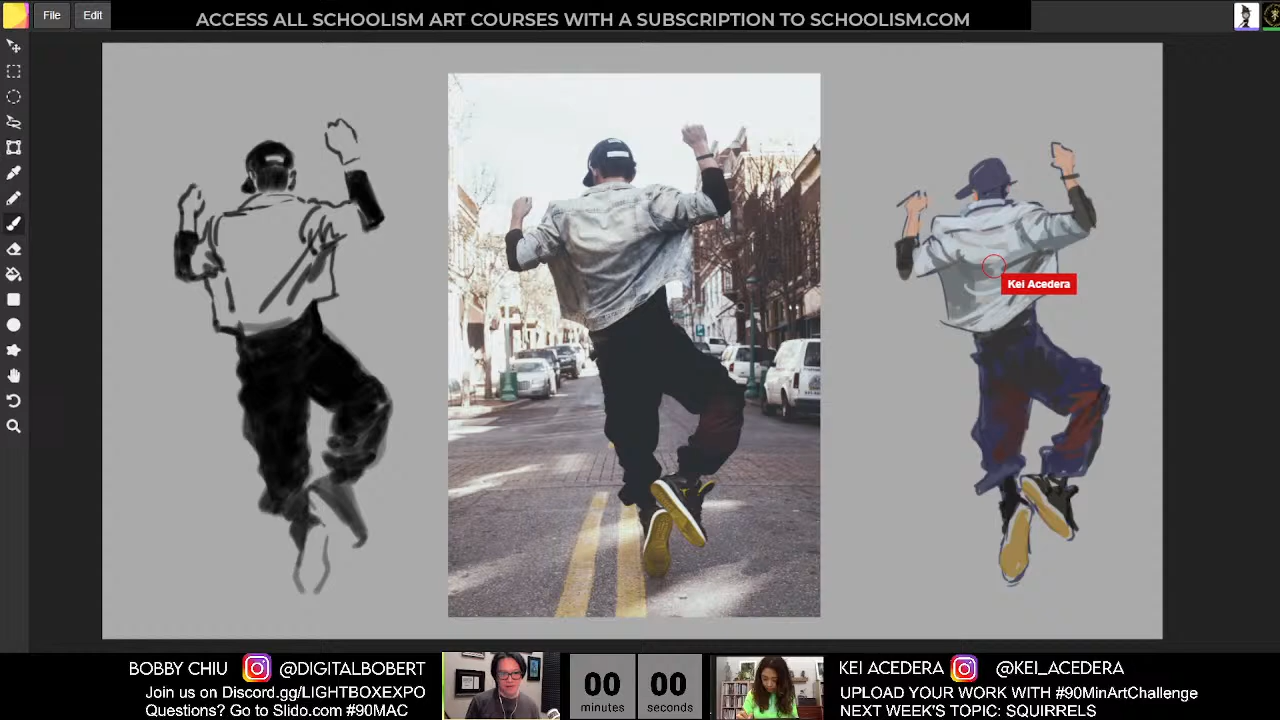 ACCESS ALL SCHOOLISM ART COURSES WITH A SUBSCRIPTION TO SCHOOLISM.COM
File Edit
Kei Acedera
BOBBY CHIU @DIGITALBOBERT
Join us on Discord.gg/LIGHTBOXEXPO
Questions? Go to Slido.com #90MAC
00 00
minutes seconds
KEI ACEDERA @KEI_ACEDERA
UPLOAD YOUR WORK WITH #90MinArtChallenge
NEXT WEEK'S TOPIC: SQUIRRELS